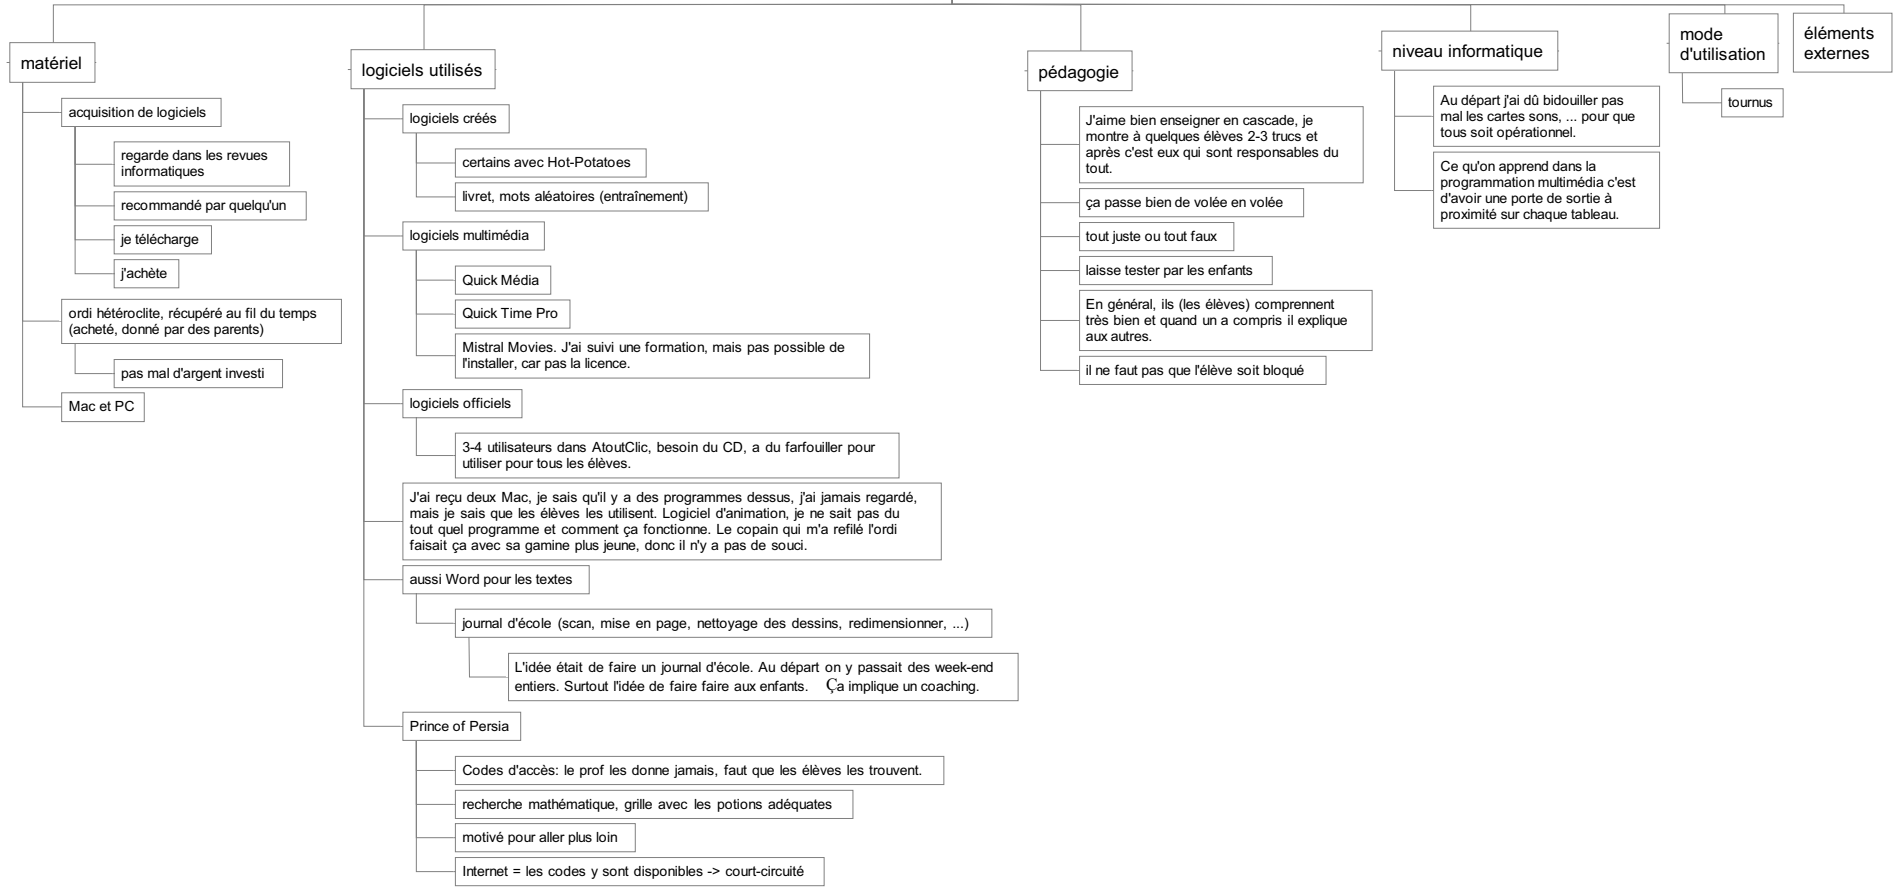 matériel
acquisition de logiciels
regarde dans les revues
informatiques
recommandé par quelqu'un
je télécharge
j'achète
ordi hétéroclite, récupéré au fil du temps
(acheté, donné par des parents)
pas mal d'argent investi
Mac et PC
logiciels utilisés
logiciels créés
certains avec Hot-Potatoes
livret, mots aléatoires (entraînement)
logiciels multimédia
Quick Média
Quick Time Pro
Mistral Movies. J'ai suivi une formation, mais pas possible de
l'installer, car pas la licence.
logiciels officiels
3-4 utilisateurs dans AtoutClic, besoin du CD, a du farfouiller pour
utiliser pour tous les élèves.
J'ai reçu deux Mac, je sais qu'il y a des programmes dessus, j'ai jamais regardé,
mais je sais que les élèves les utilisent. Logiciel d'animation, je ne sait pas du
tout quel programme et comment ça fonctionne. Le copain qui m'a refilé l'ordi
faisait ça avec sa gamine plus jeune, donc il n'y a pas de souci.
aussi Word pour les textes
journal d'école (scan, mise en page, nettoyage des dessins, redimensionner, ...)
L'idée était de faire un journal d'école. Au départ on y passait des week-end
entiers. Surtout l'idée de faire faire aux enfants. Ça implique un coaching.
Prince of Persia
Codes d'accès: le prof les donne jamais, faut que les élèves les trouvent.
recherche mathématique, grille avec les potions adéquates
motivé pour aller plus loin
Internet = les codes y sont disponibles -> court-circuité
pédagogie
J'aime bien enseigner en cascade, je
montre à quelques élèves 2-3 trucs et
après c'est eux qui sont responsables du
tout.
ça passe bien de volée en volée
tout juste ou tout faux
laisse tester par les enfants
En général, ils (les élèves) comprennent
très bien et quand un a compris il explique
aux autres.
il ne faut pas que l'élève soit bloqué
niveau informatique
Au départ j'ai dû bidouiller pas
mal les cartes sons, ... pour que
tous soit opérationnel.
Ce qu'on apprend dans la
programmation multimédia c'est
d'avoir une porte de sortie à
proximité sur chaque tableau.
mode
d'utilisation
tournus
éléments
externes